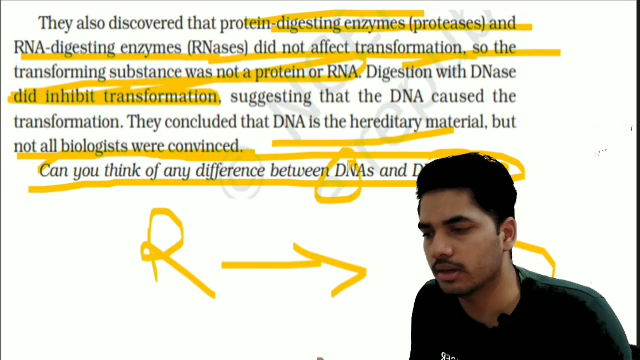 They also discovered that protein-digesting enzymes (proteases) and
RNA-digesting enzymes (RNases) did not affect transformation, so the
transforming substance was not a protein or RNA. Digestion with DNase
did inhibit transformation, suggesting that the DNA caused the
transformation. They concluded that DNA is the hereditary material, but
not all biologists were convinced.
Can you think of any difference between DNAs and D
R